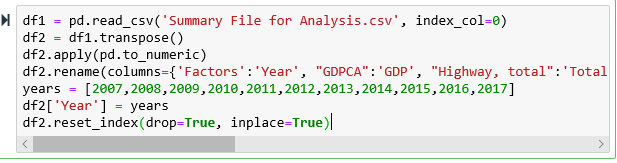 df1 = pd.read_csv('Summary File for Analysis.csv', index_col=0)
df2 = df1.transpose()
df2.apply(pd.to_numeric)
df2.rename(columns={'Factors':'Year', "GDPCA":'GDP', "Highway, total":'Total
years = [2007,2008,2009,2010,2011,2012,2013,2014,2015,2016,2017]
df2['Year'] = years
df2.reset_index(drop=True, inplace=True)